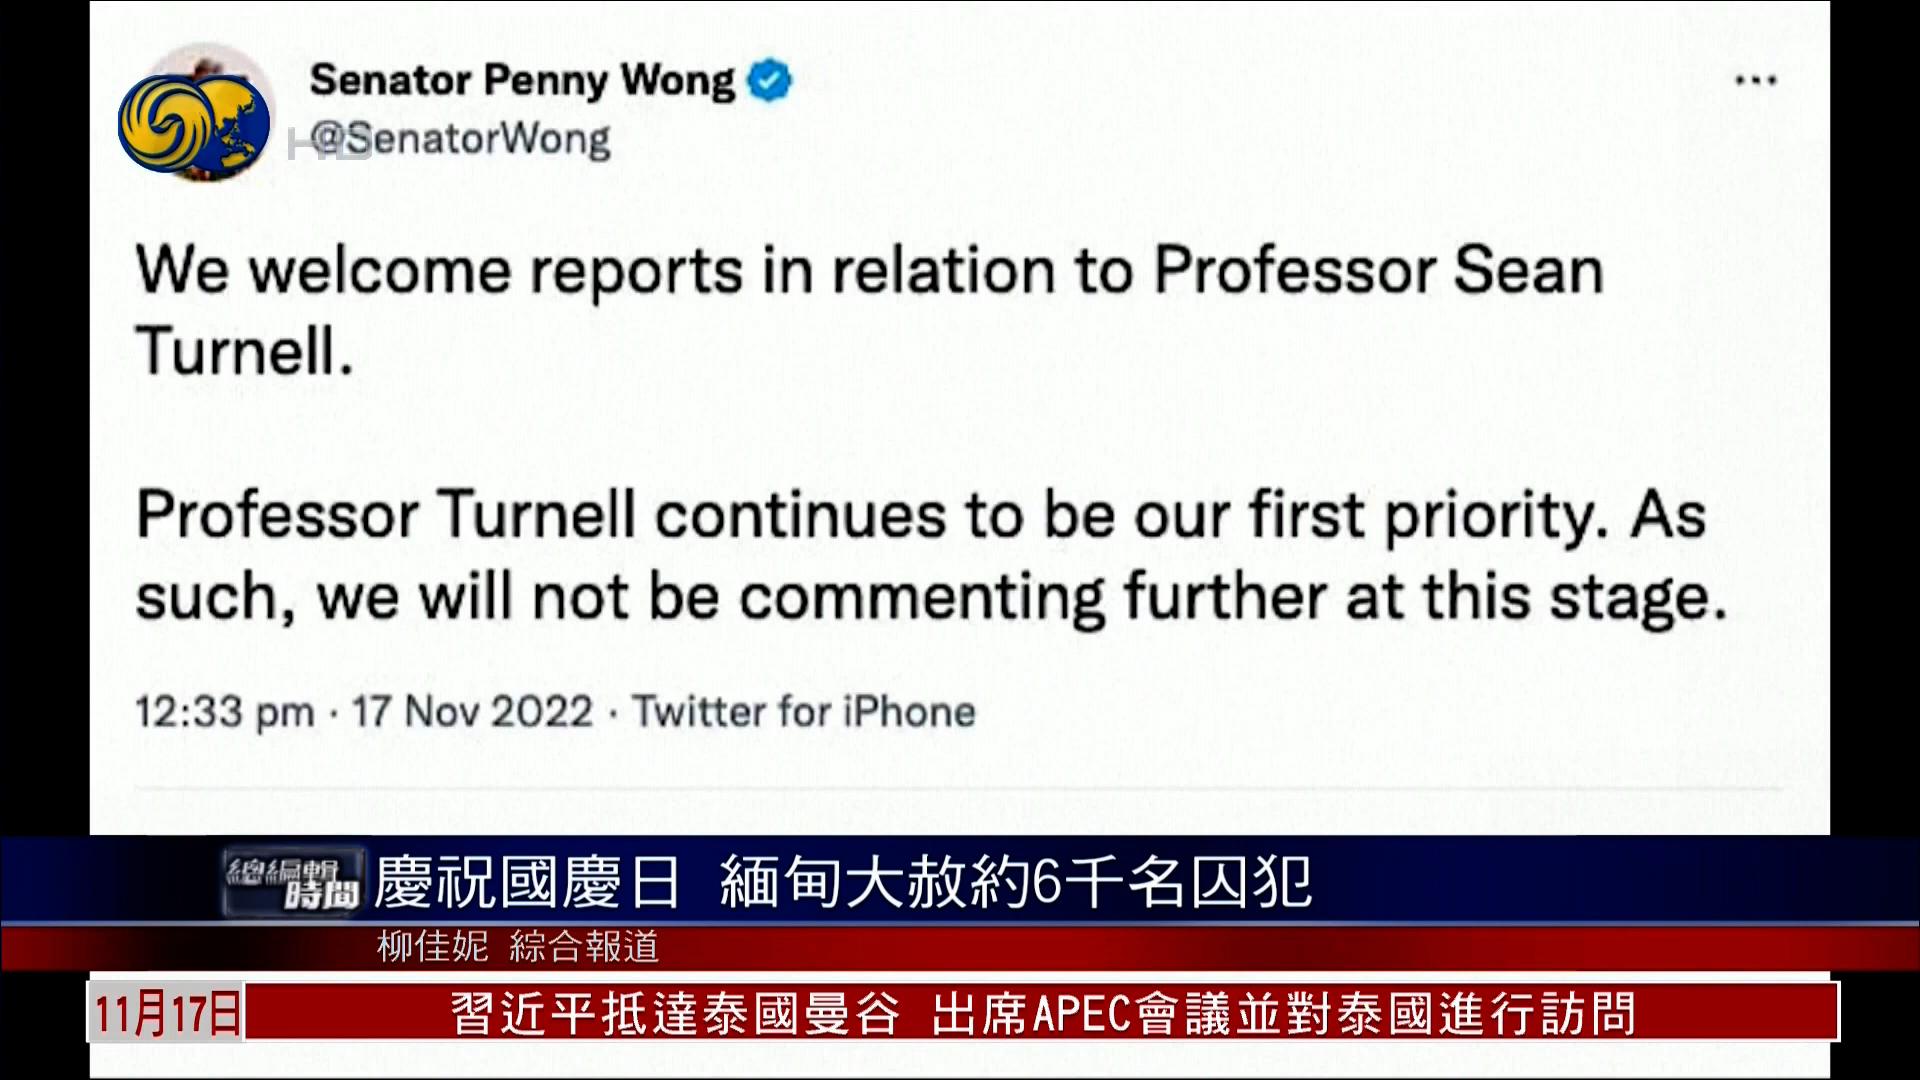 Senator Penny Wong
@SenatorWong
HD
We welcome reports in relation to Professor Sean
Turnell.
Professor Turnell continues to be our first priority. As
such, we will not be commenting further at this stage.
12:33 pm · 17 Nov 2022 · Twitter for iPhone
總編輯
時間
慶祝國慶日 緬甸大赦約6千名囚犯
柳佳妮 綜合報道
11月17日
習近平抵達泰國曼谷 出席APEC會議並對泰國進行訪問